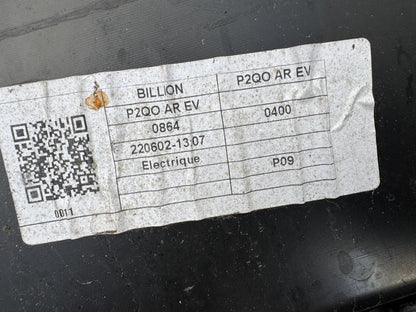 BILLION
P2QO AR EV
P2QO AR EV
0864
0400
220602-13:07
Electrique
P09
0011